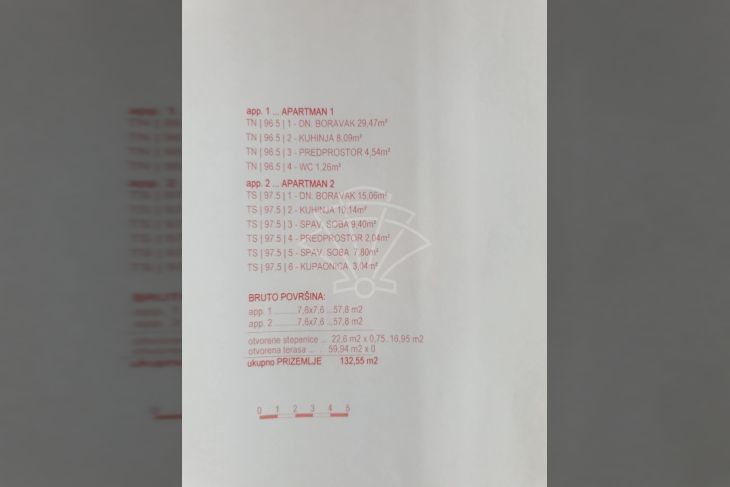 app. 1 ... APARTMAN 1
TN | 96.5 | 1 - DN. BORAVAK 29,47m²
TN | 96.5 | 2 - KUHINJA 8,09m²
TN | 96.5 | 3 - PREDPROSTOR 4,54m²
TN | 96.5 | 4 - WC 1,26m²
app. 2 ... APARTMAN 2
TS | 97.5 | 1 - DN. BORAVAK 15,06m²
TS | 97.5 | 2 - KUHINJA 10,14m²
TS | 97.5 | 3 - SPAV. SOBA 9,40m²
TS | 97.5 | 4 - PREDPROSTOR 2,04m²
TS | 97.5 | 5 - SPAV. SOBA 7,80m²
TS | 97.5 | 6 - KUPAONICA 3,04m²
BRUTO POVRŠINA:
app. 1 ..........7,6x7,6 ...57,8 m2
app. 2 ..........7,6x7,6 ...57,8 m2
otvorene stepenice ... 22,6 m2 x 0,75..16,95 m2
otvorena terasa ... . 59,94 m2 x 0
ukupno PRIZEMLJE 132,55 m2
0 1 2 3 4 5